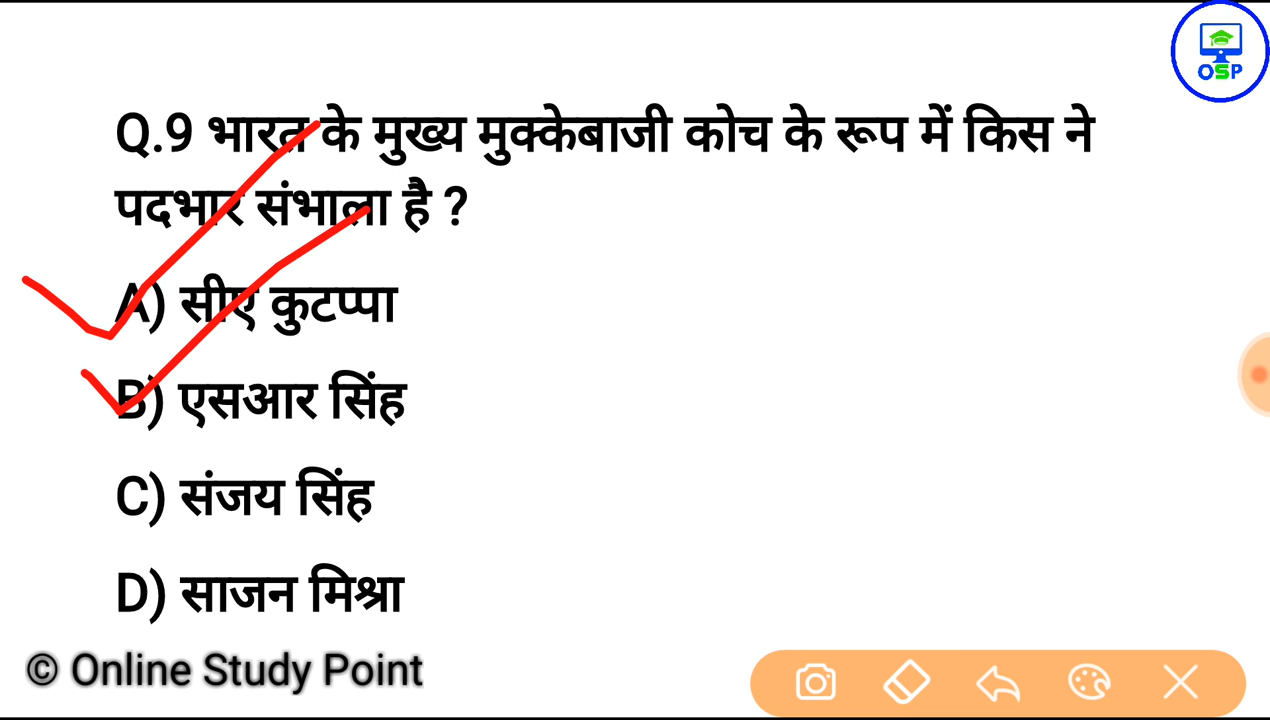 OSP
Q.9 भारत के मुख्य मुक्केबाजी कोच के रूप में किस ने
पदभार संभाला है ?
A) सीए कुटप्पा
B) एसआर सिंह
C) संजय सिंह
D) साजन मिश्रा
© Online Study Point